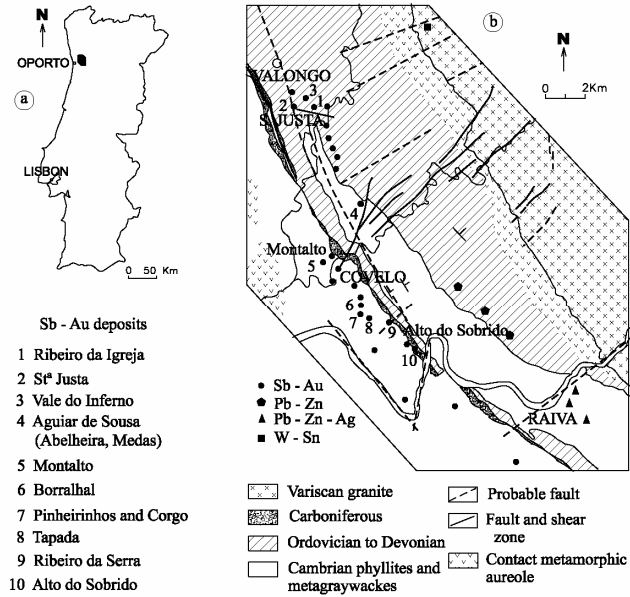 N
OPORTO
a
LISBON
0 50 Km
Sb - Au deposits
1 Ribeiro da Igreja
2 Stª Justa
3 Vale do Inferno
4 Aguiar de Sousa
(Abelheira, Medas)
5 Montalto
6 Borralhal
7 Pinheirinhos and Corgo
8 Tapada
9 Ribeiro da Serra
10 Alto do Sobrido
b
N
0 2Km
VALONGO
3
2 1
S. JUSTA
4
Montalto
5
COVELO
6
7 8
9
Alto do Sobrido
10
RAIVA
Sb - Au
Pb - Zn
Pb - Zn - Ag
W - Sn
Variscan granite
Carboniferous
Ordovician to Devonian
Cambrian phyllites and
metagraywackes
Probable fault
Fault and shear
zone
Contact metamorphic
aureole